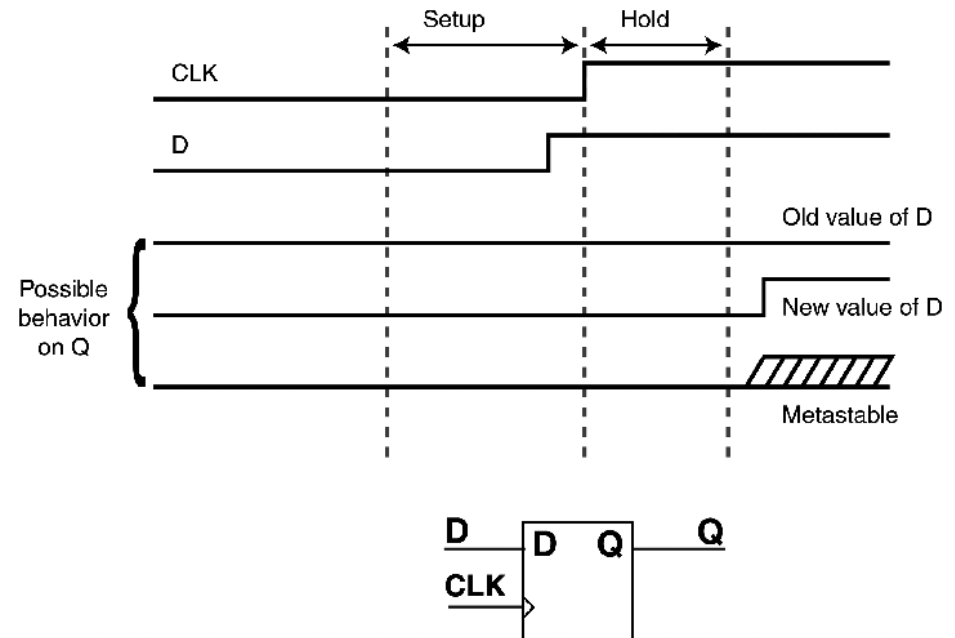 Setup
Hold
CLK
D
Old value of D
Possible
behavior
on Q
New value of D
Metastable
D
D
Q
Q
CLK